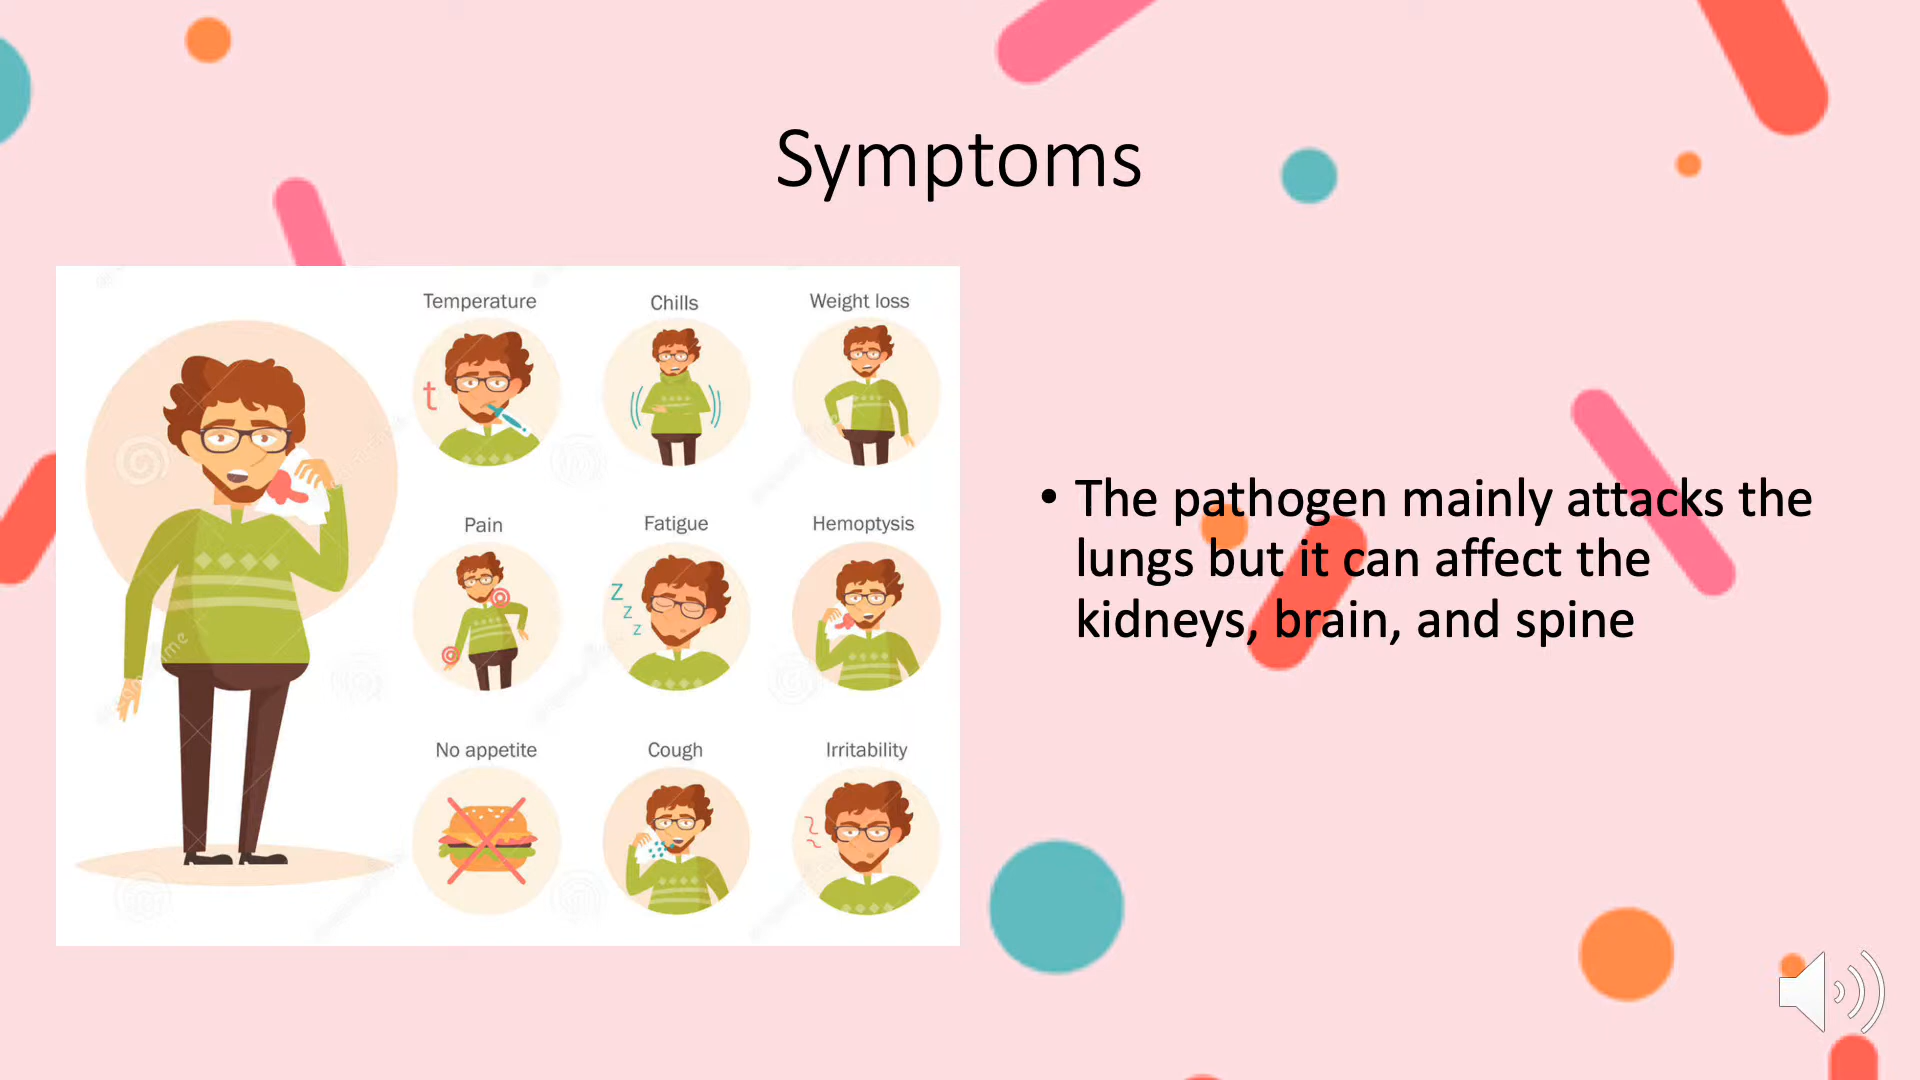 Symptoms
Temperature
Chills
Weight loss
t
Pain
Fatigue
Hemoptysis
z
z
z
No appetite
Cough
Irritability
• The pathogen mainly attacks the
lungs but it can affect the
kidneys, brain, and spine